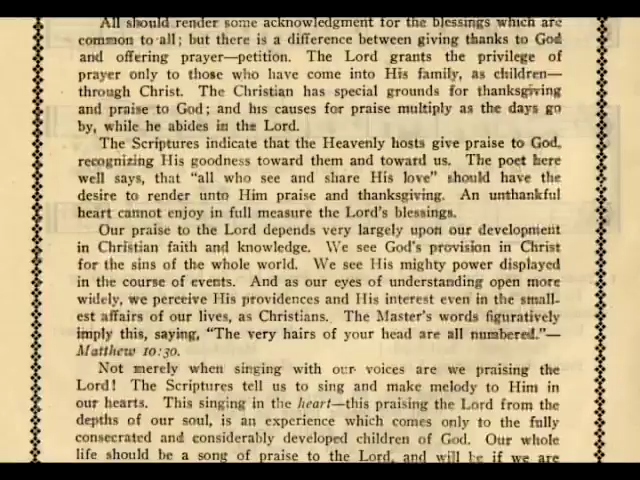 All should render some acknowledgment for the blessings which are
common to all; but there is a difference between giving thanks to God
and offering prayer—petition. The Lord grants the privilege of
prayer only to those who have come into His family, as children—
through Christ. The Christian has special grounds for thanksgiving
and praise to God; and his causes for praise multiply as the days go
by, while he abides in the Lord.
The Scriptures indicate that the Heavenly hosts give praise to God,
recognizing His goodness toward them and toward us. The poet here
well says, that "all who see and share His love" should have the
desire to render unto Him praise and thanksgiving. An unthankful
heart cannot enjoy in full measure the Lord's blessings.
Our praise to the Lord depends very largely upon our development
in Christian faith and knowledge. We see God's provision in Christ
for the sins of the whole world. We see His mighty power displayed
in the course of events. And as our eyes of understanding open more
widely, we perceive His providences and His interest even in the small-
est affairs of our lives, as Christians. The Master's words figuratively
imply this, saying, "The very hairs of your head are all numbered."—
Matthew 10:30.
Not merely when singing with our voices are we praising the
Lord! The Scriptures tell us to sing and make melody to Him in
our hearts. This singing in the heart—this praising the Lord from the
depths of our soul, is an experience which comes only to the fully
consecrated and considerably developed children of God. Our whole
life should be a song of praise to the Lord, and will be if we are